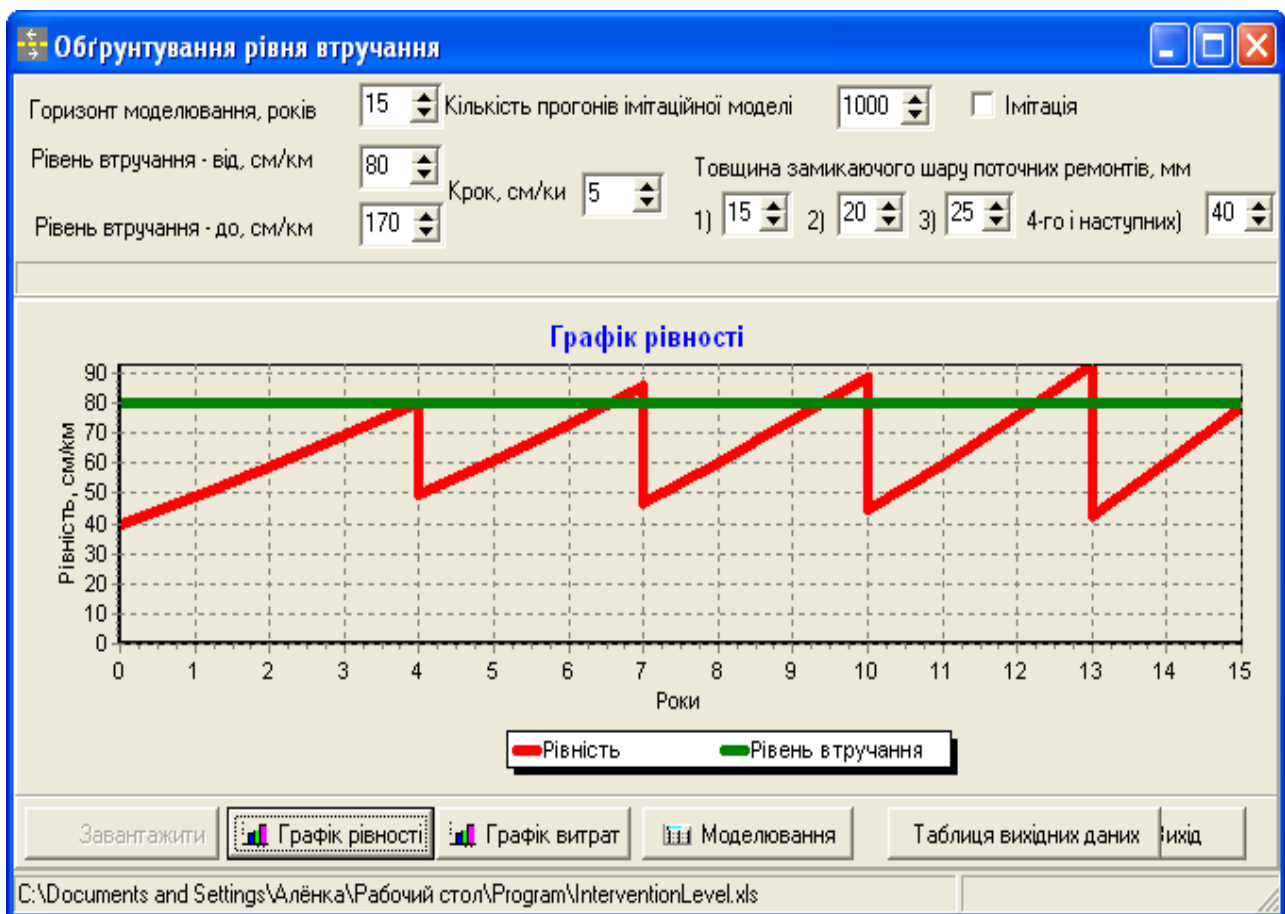 Обґрунтування рівня втручання
Горизонт моделювання, років 15 Кількість прогонів імітаційної моделі 1000 Імітація
Рівень втручання - від, см/км 80
Крок, см/ки 5
Товщина замикаючого шару поточних ремонтів, мм
Рівень втручання - до, см/км 170
1) 15 2) 20 3) 25 4-го і наступних) 40
Графік рівності
Рівність, см/км
90
80
70
60
50
40
30
20
10
0
0 1 2 3 4 5 6 7 8 9 10 11 12 13 14 15
Роки
Рівність Рівень втручання
Завантажити Графік рівності Графік витрат Моделювання Таблиця вихідних даних
C:\Documents and Settings\Алёнка\Рабочий стол\Program\InterventionLevel.xls